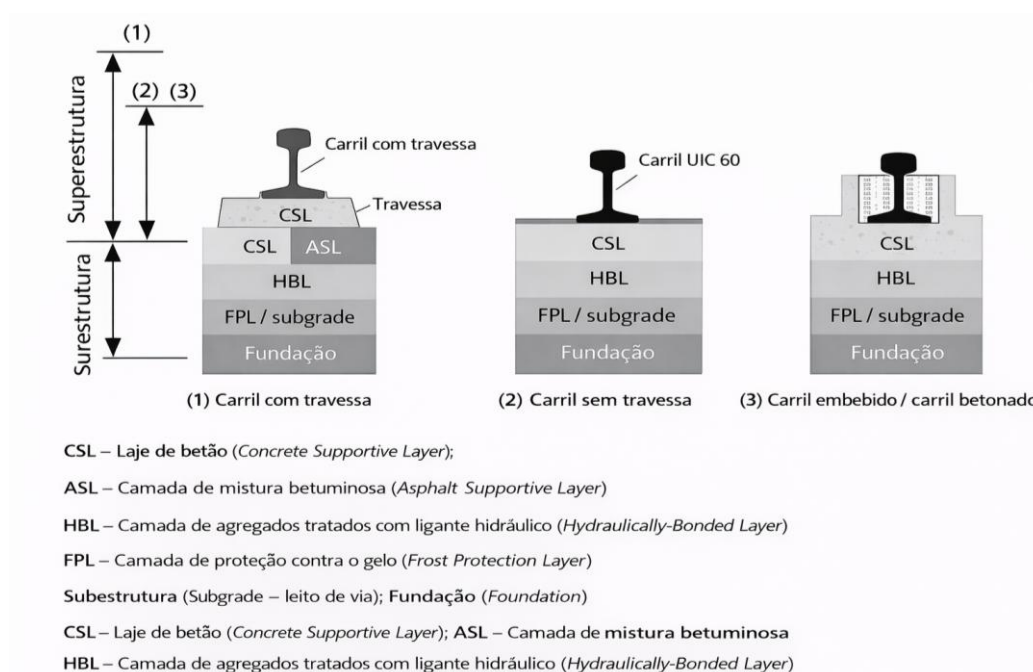 (1)
(2) (3)
Superestrutura
Surestrutura
Carril com travessa
Travessa
CSL
CSL ASL
HBL
FPL / subgrade
Fundação
(1) Carril com travessa
Carril UIC 60
CSL
HBL
FPL / subgrade
Fundação
(2) Carril sem travessa
CSL
HBL
FPL / subgrade
Fundação
(3) Carril embebido / carril betonado
CSL – Laje de betão (Concrete Supportive Layer);
ASL – Camada de mistura betuminosa (Asphalt Supportive Layer)
HBL – Camada de agregados tratados com ligante hidráulico (Hydraulically-Bonded Layer)
FPL – Camada de proteção contra o gelo (Frost Protection Layer)
Subestrutura (Subgrade – leito de via); Fundação (Foundation)
CSL – Laje de betão (Concrete Supportive Layer); ASL – Camada de mistura betuminosa
HBL – Camada de agregados tratados com ligante hidráulico (Hydraulically-Bonded Layer)